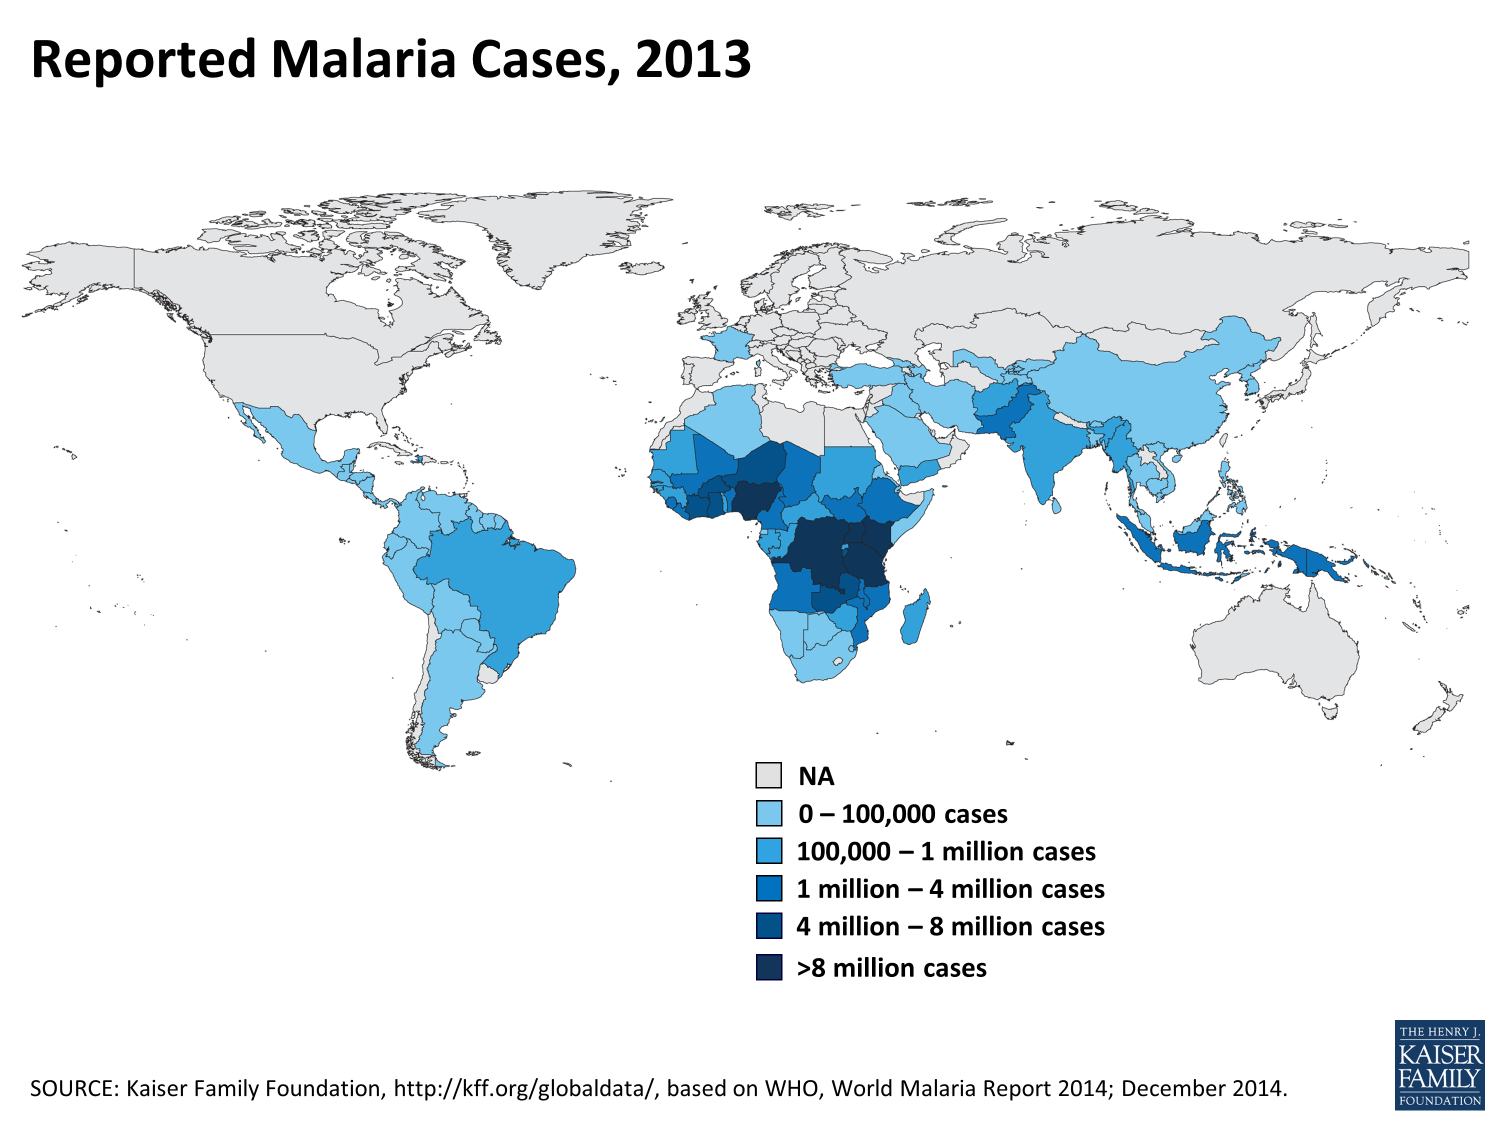 Reported Malaria Cases, 2013
NA
0 – 100,000 cases
100,000 – 1 million cases
1 million – 4 million cases
4 million – 8 million cases
>8 million cases
THE HENRY J.
KAISER
FAMILY
FOUNDATION
SOURCE: Kaiser Family Foundation, http://kff.org/globaldata/, based on WHO, World Malaria Report 2014; December 2014.